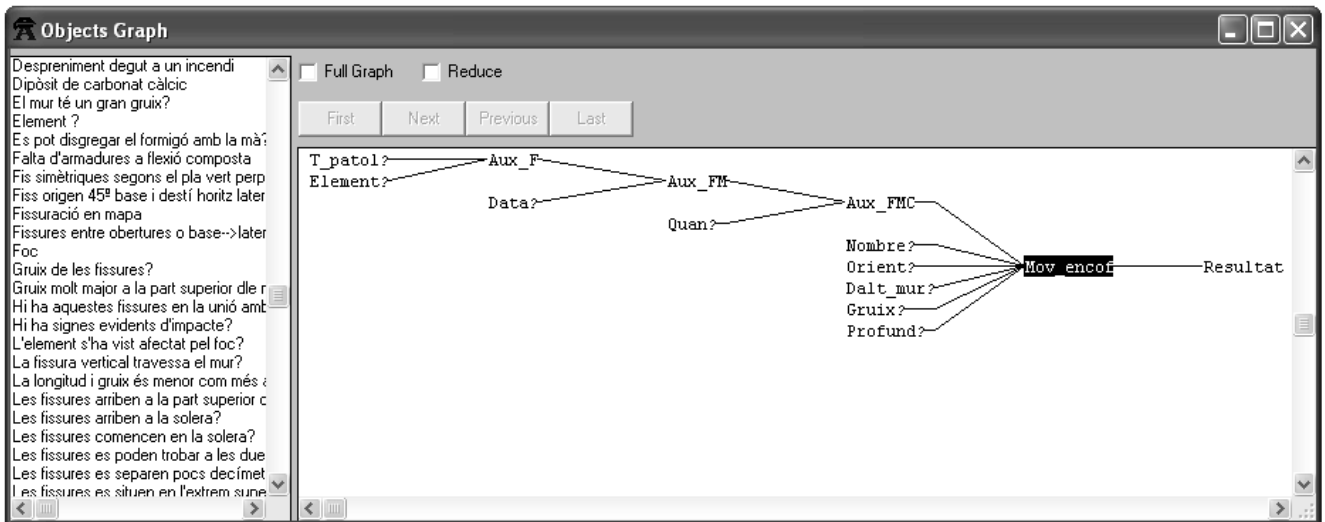 Objects Graph
Despreniment degut a un incendi
Dipòsit de carbonat càlcic
El mur té un gran gruix?
Element ?
Es pot disgregar el formigó amb la mà?
Falta d'armadures a flexió composta
Fis simètriques segons el pla vert perp
Fiss origen 45º base i destí horitz later
Fissuració en mapa
Fissures entre obertures o base-->later
Foc
Gruix de les fissures?
Gruix molt major a la part superior dle
Hi ha aquestes fissures en la unió amb
Hi ha signes evidents d'impacte?
L'element s'ha vist afectat pel foc?
La fissura vertical travessa el mur?
La longitud i gruix és menor com més
Les fissures arriben a la part superior
Les fissures arriben a la solera?
Les fissures comencen en la solera?
Les fissures es poden trobar a les due
Les fissures es separen pocs decímet
Les fissures es situen en l'extrem supe
Full Graph Reduce
First Next Previous Last
T_patol? Aux_F
Element? Aux_FM
Data? Aux_FMC
Quan?
Nombre?
Orient? Mov_encof Resultat
Dalt_mur?
Gruix?
Profund?